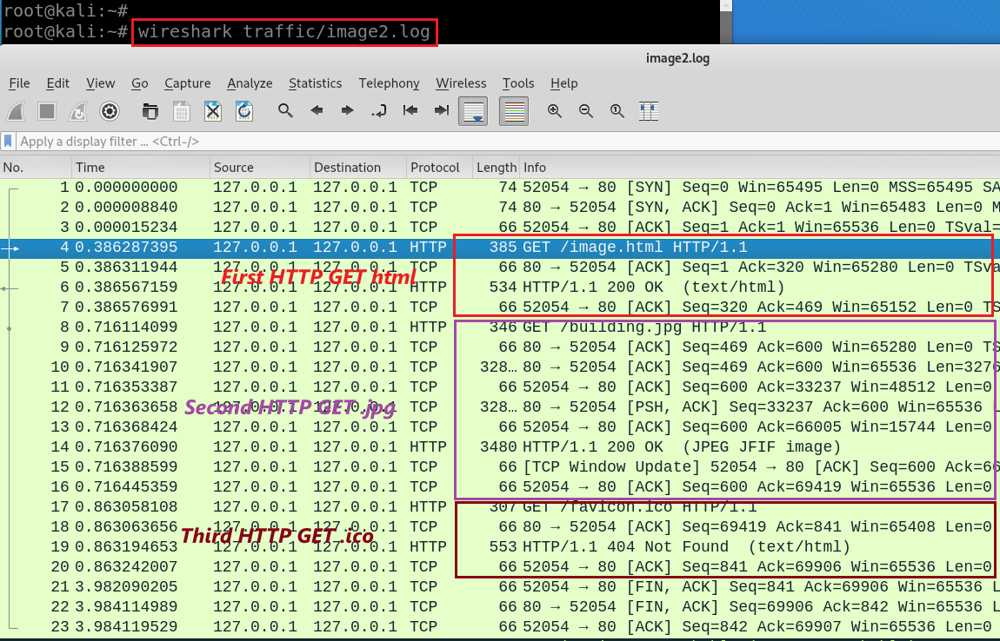 root@kali:~#
root@kali:~# wireshark traffic/image2.log
image2.log
File Edit View Go Capture Analyze Statistics Telephony Wireless Tools Help
Apply a display filter ... <Ctrl-/>
No. Time Source Destination Protocol Length Info
1 0.000000000 127.0.0.1 127.0.0.1 TCP 74 52054 → 80 [SYN] Seq=0 Win=65495 Len=0 MSS=65495 SA
2 0.000008840 127.0.0.1 127.0.0.1 TCP 74 80 → 52054 [SYN, ACK] Seq=0 Ack=1 Win=65483 Len=0 M
3 0.000015234 127.0.0.1 127.0.0.1 TCP 66 52054 → 80 [ACK] Seq=1 Ack=1 Win=65536 Len=0 TSval=
4 0.386287395 127.0.0.1 127.0.0.1 HTTP 385 GET /image.html HTTP/1.1
5 0.386311944 127.0.0.1 127.0.0.1 TCP 66 80 → 52054 [ACK] Seq=1 Ack=320 Win=65280 Len=0 TSva
First HTTP GET html
6 0.386567159 127.0.0.1 127.0.0.1 HTTP 534 HTTP/1.1 200 OK (text/html)
7 0.386576991 127.0.0.1 127.0.0.1 TCP 66 52054 → 80 [ACK] Seq=320 Ack=469 Win=65152 Len=0 TS
8 0.716114099 127.0.0.1 127.0.0.1 HTTP 346 GET /building.jpg HTTP/1.1
9 0.716125972 127.0.0.1 127.0.0.1 TCP 66 80 → 52054 [ACK] Seq=469 Ack=600 Win=65280 Len=0 TS
10 0.716341907 127.0.0.1 127.0.0.1 TCP 328… 80 → 52054 [ACK] Seq=469 Ack=600 Win=65536 Len=3276
11 0.716353387 127.0.0.1 127.0.0.1 TCP 66 52054 → 80 [ACK] Seq=600 Ack=33237 Win=48512 Len=0
12 0.716363658 127.0.0.1 127.0.0.1 TCP 328… 80 → 52054 [PSH, ACK] Seq=33237 Ack=600 Win=65536 L
Second HTTP GET .jpg
13 0.716368424 127.0.0.1 127.0.0.1 TCP 66 52054 → 80 [ACK] Seq=600 Ack=66005 Win=15744 Len=0
14 0.716376090 127.0.0.1 127.0.0.1 HTTP 3480 HTTP/1.1 200 OK (JPEG JFIF image)
15 0.716388599 127.0.0.1 127.0.0.1 TCP 66 [TCP Window Update] 52054 → 80 [ACK] Seq=600 Ack=66
16 0.716445359 127.0.0.1 127.0.0.1 TCP 66 52054 → 80 [ACK] Seq=600 Ack=69419 Win=65536 Len=0
17 0.863058108 127.0.0.1 127.0.0.1 HTTP 307 GET /favicon.ico HTTP/1.1
18 0.863063656 127.0.0.1 127.0.0.1 TCP 66 80 → 52054 [ACK] Seq=69419 Ack=841 Win=65408 Len=0
Third HTTP GET .ico
19 0.863194653 127.0.0.1 127.0.0.1 HTTP 553 HTTP/1.1 404 Not Found (text/html)
20 0.863242007 127.0.0.1 127.0.0.1 TCP 66 52054 → 80 [ACK] Seq=841 Ack=69906 Win=65536 Len=0
21 3.982090205 127.0.0.1 127.0.0.1 TCP 66 52054 → 80 [FIN, ACK] Seq=841 Ack=69906 Win=65536 L
22 3.984114989 127.0.0.1 127.0.0.1 TCP 66 80 → 52054 [FIN, ACK] Seq=69906 Ack=842 Win=65536 L
23 3.984119529 127.0.0.1 127.0.0.1 TCP 66 52054 → 80 [ACK] Seq=842 Ack=69907 Win=65536 Len=0